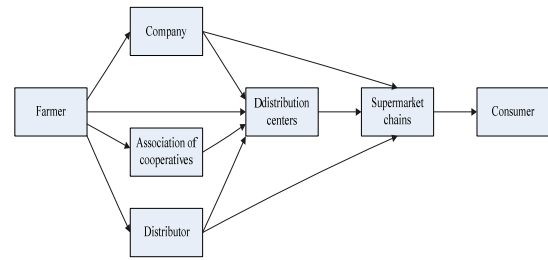 Company
Farmer
Ddistribution
centers
Supermarket
chains
Consumer
Association of
cooperatives
Distributor